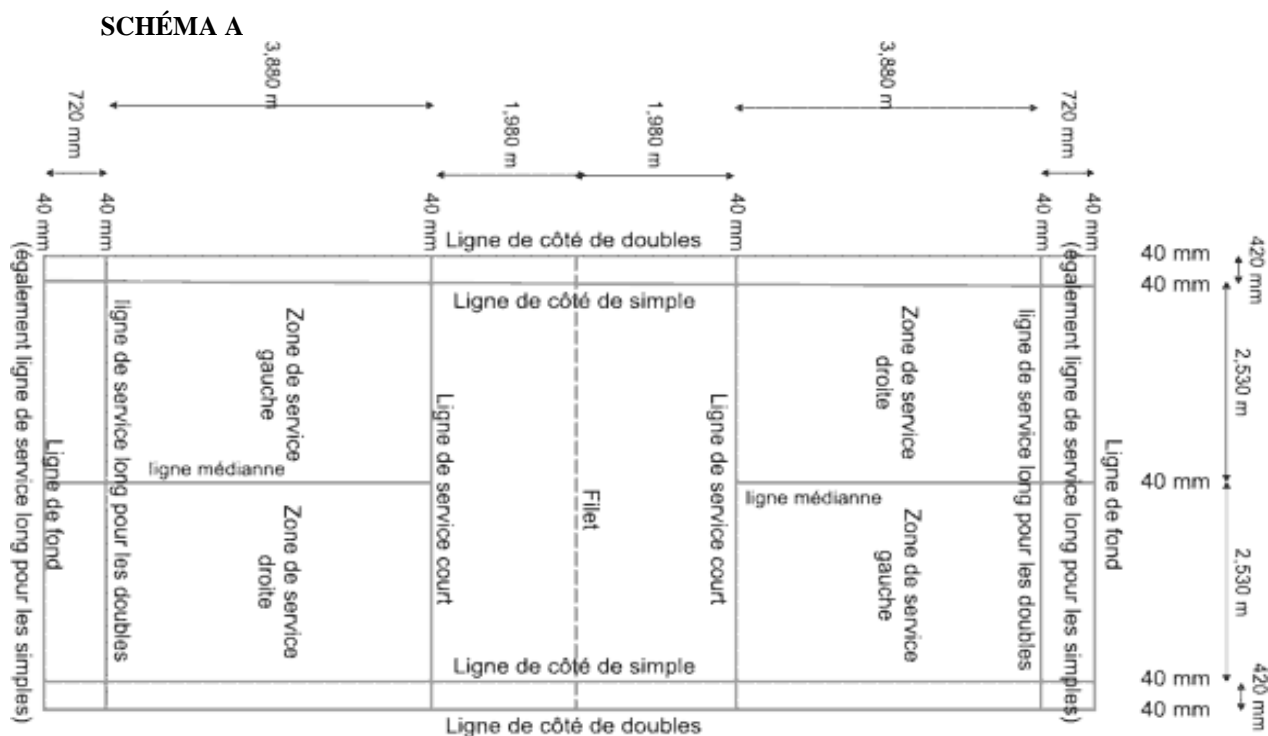 SCHÉMA A
3,880 m
3,880 m
720 mm
1,980 m
1,980 m
720 mm
40 mm
40 mm
40 mm
40 mm
40 mm
40 mm
420 mm
Ligne de côté de doubles
40 mm
Ligne de côté de simple
40 mm
(également ligne de service long pour les simples)
Ligne de fond
ligne de service long pour les doubles
Zone de service
gauche
ligne médianne
Zone de service
droite
Ligne de service court
Filet
Ligne de service court
Zone de service
droite
ligne médianne
Zone de service
gauche
ligne de service long pour les doubles
(également ligne de service long pour les simples)
Ligne de fond
2,530 m
40 mm
2,530 m
Ligne de côté de simple
40 mm
420 mm
Ligne de côté de doubles
40 mm